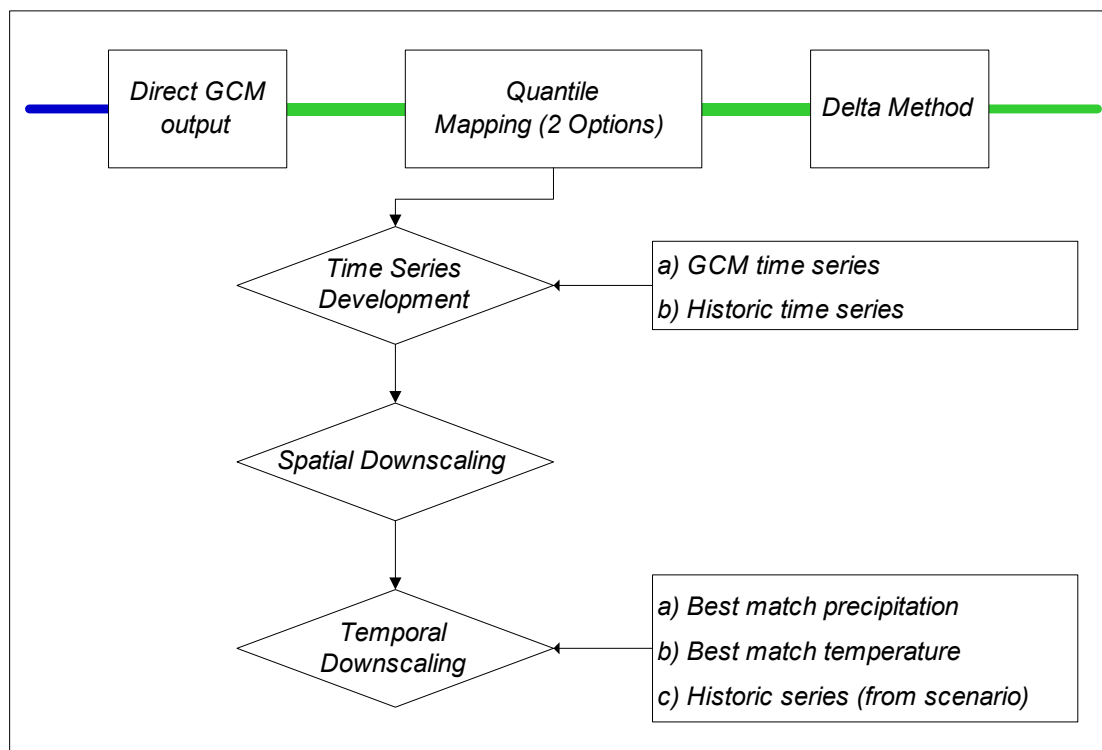 Direct GCM
output
Quantile
Mapping (2 Options)
Delta Method
Time Series
Development
a) GCM time series
b) Historic time series
Spatial Downscaling
Temporal
Downscaling
a) Best match precipitation
b) Best match temperature
c) Historic series (from scenario)